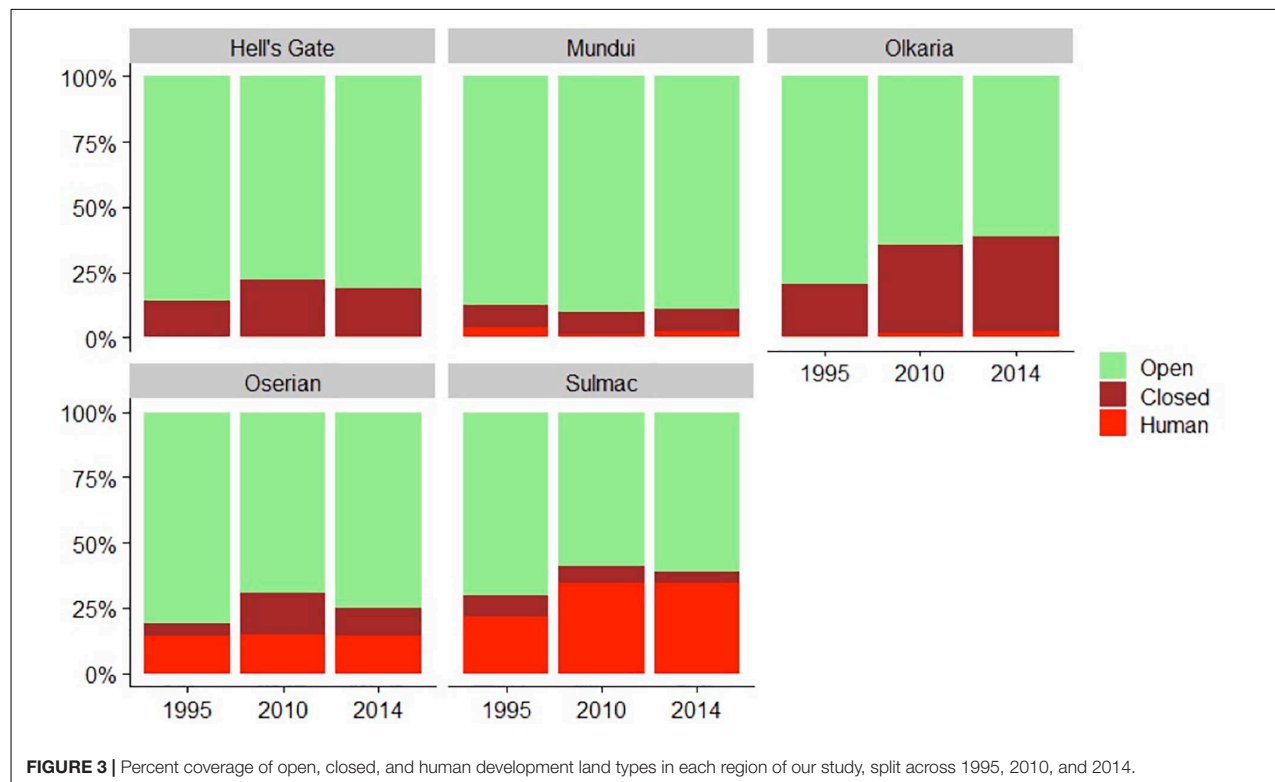 Hell's Gate
Mundui
Olkaria
100%
75%
50%
25%
0%
1995 2010 2014
Oserian
Sulmac
100%
75%
50%
25%
0%
1995 2010 2014
1995 2010 2014
Open
Closed
Human
FIGURE 3 | Percent coverage of open, closed, and human development land types in each region of our study, split across 1995, 2010, and 2014.